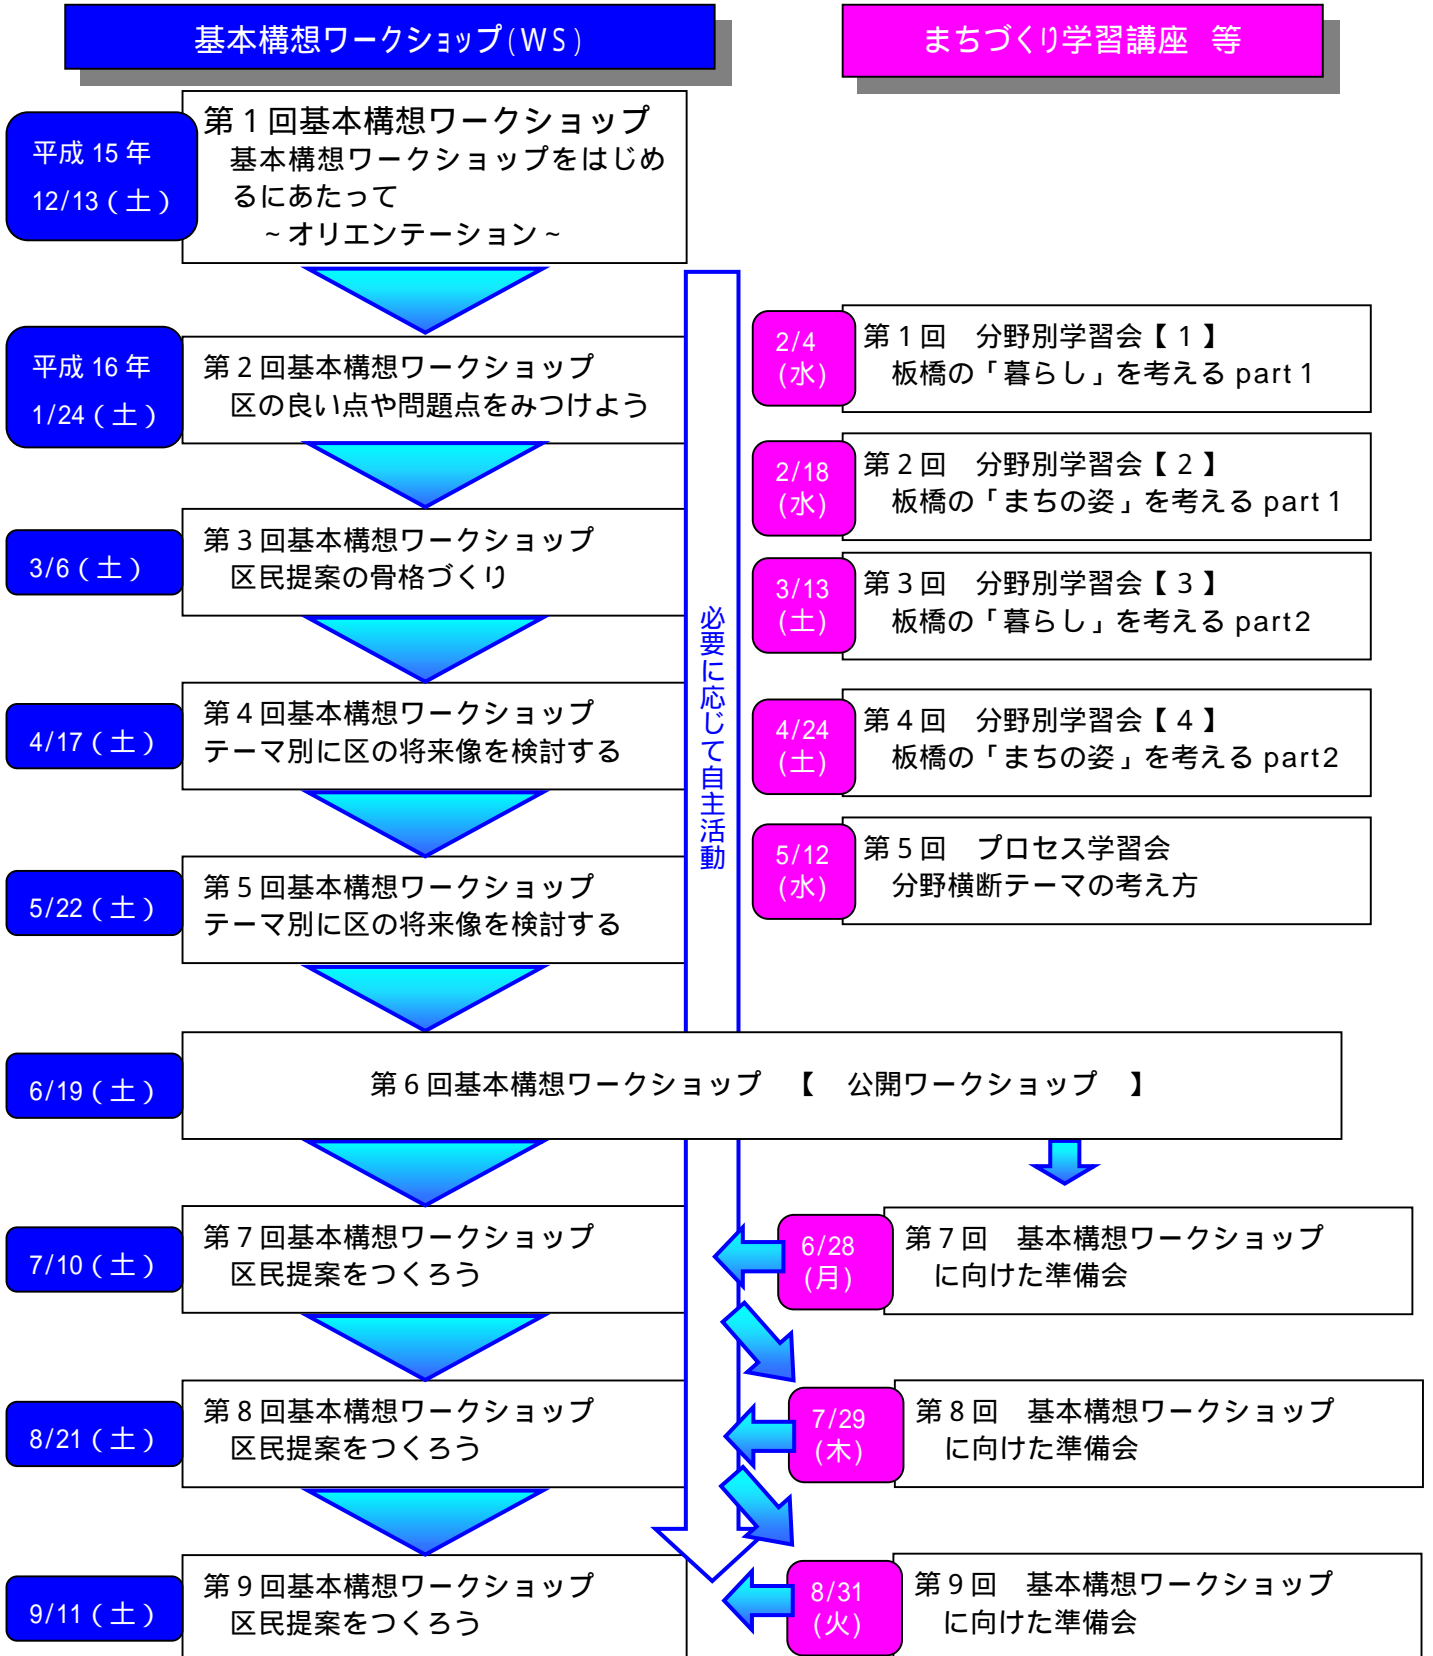 基本構想ワークショップ(WS)
まちづくり学習講座 等
平成 15 年
12/13(土)
第1回基本構想ワークショップ
基本構想ワークショップをはじめ
るにあたって
~オリエンテーション~
平成 16 年
1/24(土)
第2回基本構想ワークショップ
区の良い点や問題点をみつけよう
3/6(土)
第3回基本構想ワークショップ
区民提案の骨格づくり
4/17(土)
第4回基本構想ワークショップ
テーマ別に区の将来像を検討する
5/22(土)
第5回基本構想ワークショップ
テーマ別に区の将来像を検討する
必要に応じて自主活動
2/4
(水)
第1回 分野別学習会【1】
板橋の「暮らし」を考える part1
2/18
(水)
第2回 分野別学習会【2】
板橋の「まちの姿」を考える part1
3/13
(土)
第3回 分野別学習会【3】
板橋の「暮らし」を考える part2
4/24
(土)
第4回 分野別学習会【4】
板橋の「まちの姿」を考える part2
5/12
(水)
第5回 プロセス学習会
分野横断テーマの考え方
6/19(土)
第6回基本構想ワークショップ 【 公開ワークショップ 】
7/10(土)
第7回基本構想ワークショップ
区民提案をつくろう
6/28
(月)
第7回 基本構想ワークショップ
に向けた準備会
8/21(土)
第8回基本構想ワークショップ
区民提案をつくろう
7/29
(木)
第8回 基本構想ワークショップ
に向けた準備会
9/11(土)
第9回基本構想ワークショップ
区民提案をつくろう
8/31
(火)
第9回 基本構想ワークショップ
に向けた準備会